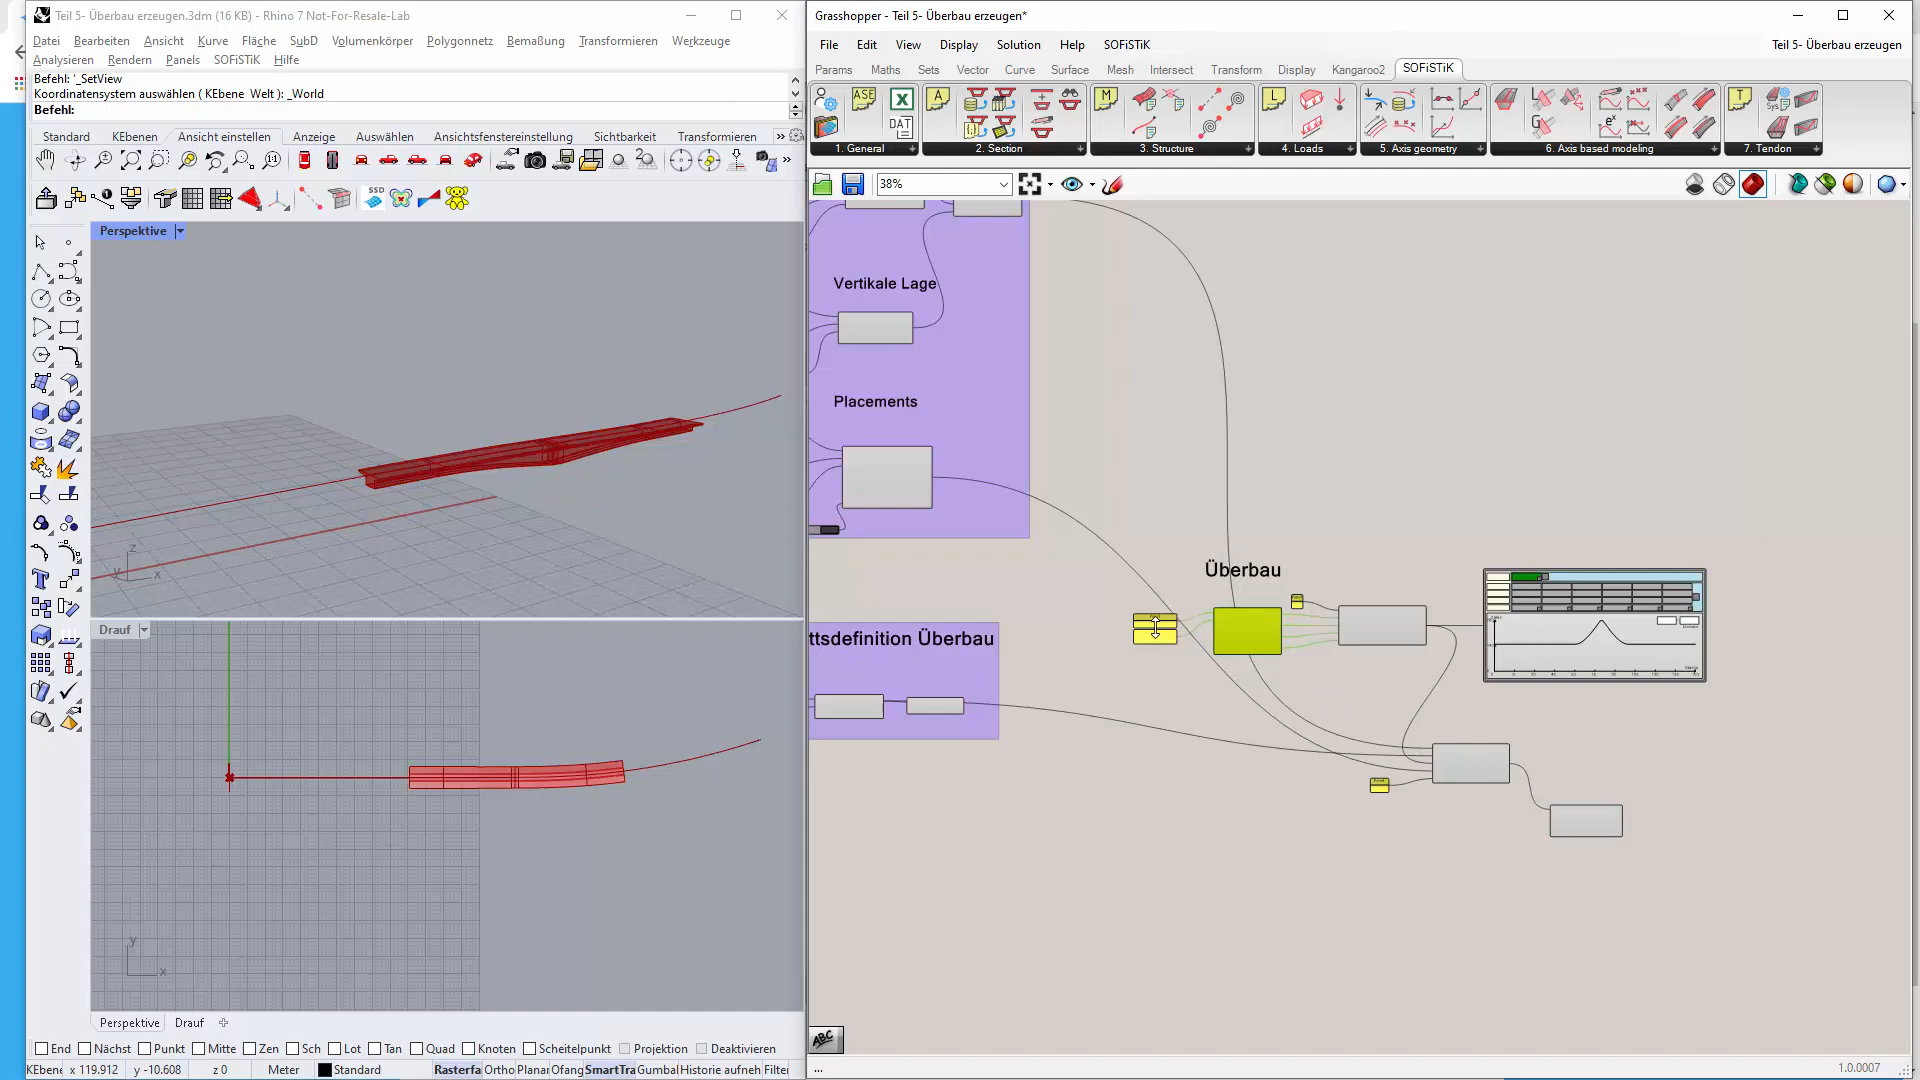 Teil 5- Überbau erzeugen.3dm (16 KB) - Rhino 7 Not-For-Resale-Lab
Datei Bearbeiten Ansicht Kurve Fläche SubD Volumenkörper Polygonnetz Bemaßung Transformieren Werkzeuge
Analysieren Rendern Panels SOFiSTiK Hilfe
Befehl: '_SetView
Koordinatensystem auswählen ( KEbene Welt ): _World
Befehl:
Standard KEbenen Ansicht einstellen Anzeige Auswählen Ansichtsfenstereinstellung Sichtbarkeit Transformieren »
SSD
Perspektive
z
y x
Drauf
y
x
Perspektive Drauf
End Nächst Punkt Mitte Zen Sch Lot Tan Quad Knoten Scheitelpunkt Projektion Deaktivieren
KEbene x 119.912 y -10.608 z 0 Meter Standard Rasterfa Ortho Planar Ofang SmartTra Gumbal Historie aufneh Filter
Grasshopper - Teil 5- Überbau erzeugen*
File Edit View Display Solution Help SOFiSTiK Teil 5- Überbau erzeugen
Params Maths Sets Vector Curve Surface Mesh Intersect Transform Display Kangaroo2 SOFiSTiK
ASE DAT A M L G T Sys
1. General 2. Section 3. Structure 4. Loads 5. Axis geometry 6. Axis based modeling 7. Tendon
38%
Vertikale Lage
Placements
Überbau
ttsdefinition Überbau
ABC
... 1.0.0007